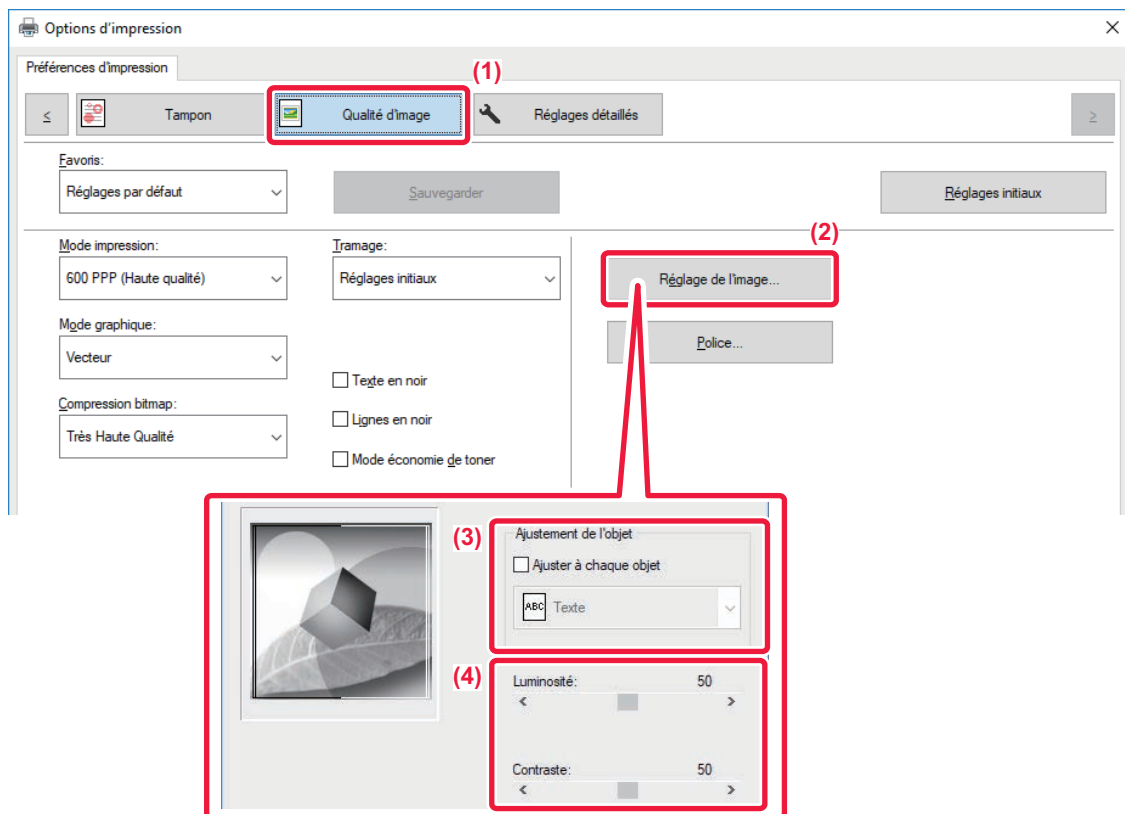 Options d'impression
Préférences d'impression
(1)
<
Tampon
Qualité d'image
Réglages détaillés
>
Favoris:
Réglages par défaut
Sauvegarder
Réglages initiaux
(2)
Mode impression:
Tramage:
600 PPP (Haute qualité)
Réglages initiaux
Réglage de l'image...
Mode graphique:
Police...
Vecteur
Texte en noir
Compression bitmap:
Lignes en noir
Très Haute Qualité
Mode économie de toner
(3)
Ajustement de l'objet
Ajuster à chaque objet
ABC Texte
(4)
Luminosité: 50
< >
Contraste: 50
< >